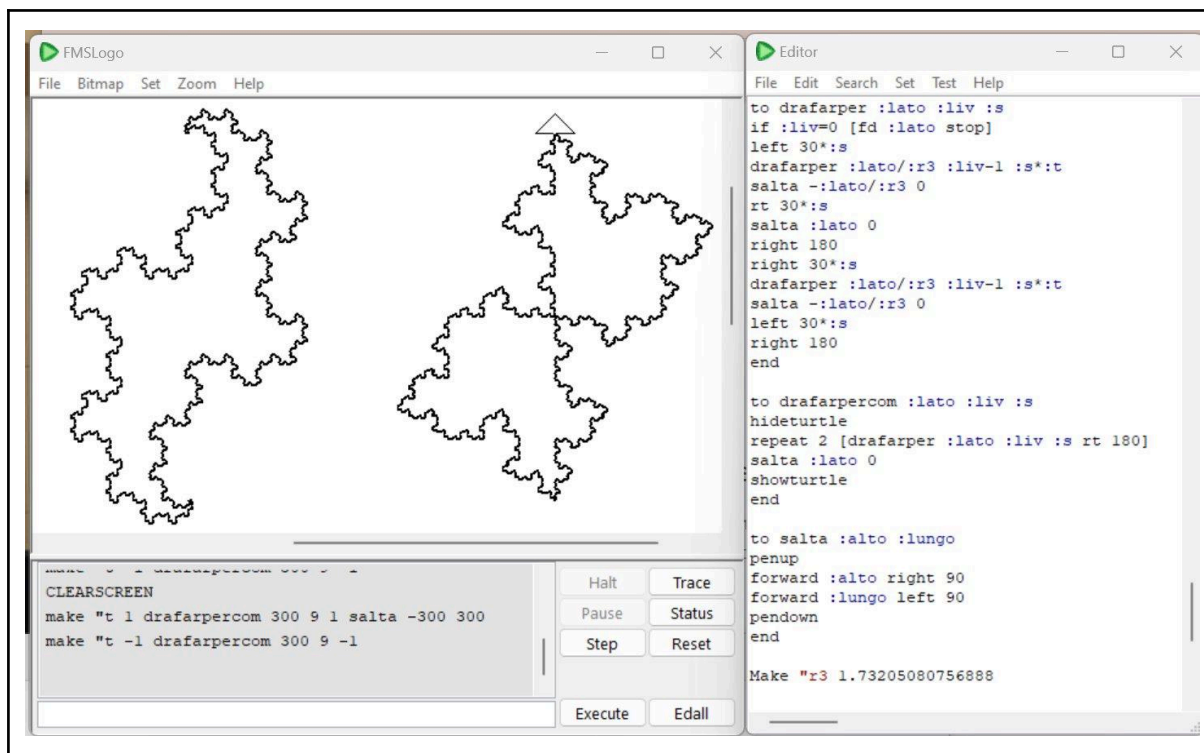 FMSLogo
File Bitmap Set Zoom Help
CLEARSCREEN
make "t 1 drafarpercom 300 9 1 salta -300 300
make "t -1 drafarpercom 300 9 -1
Halt Trace
Pause Status
Step Reset
Execute Edall
Editor
File Edit Search Set Test Help
to drafarper :lato :liv :s
if :liv=0 [fd :lato stop]
left 30*:s
drafarper :lato/:r3 :liv-1 :s*:t
salta -:lato/:r3 0
rt 30*:s
salta :lato 0
right 180
right 30*:s
drafarper :lato/:r3 :liv-1 :s*:t
salta -:lato/:r3 0
left 30*:s
right 180
end
to drafarpercom :lato :liv :s
hideturtle
repeat 2 [drafarper :lato :liv :s rt 180]
salta :lato 0
showturtle
end
to salta :alto :lungo
penup
forward :alto right 90
forward :lungo left 90
pendown
end
Make "r3 1.73205080756888